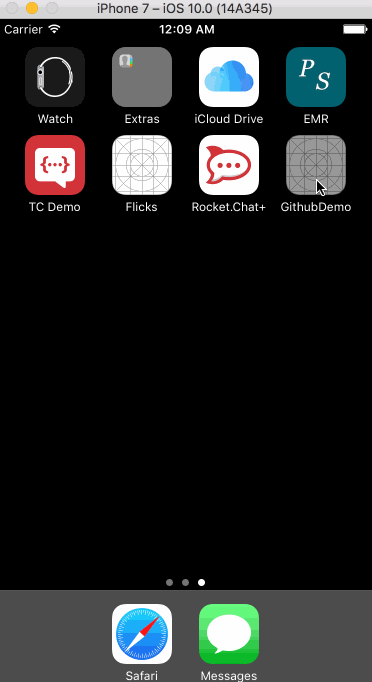 iPhone 7 – iOS 10.0 (14A345)
Carrier 12:09 AM
PS
Watch Extras iCloud Drive EMR
{···}
TC Demo Flicks Rocket.Chat+ GithubDemo
Safari Messages